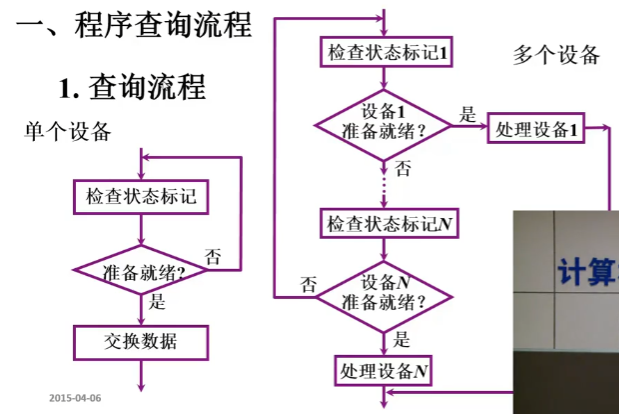 一、程序查询流程
1. 查询流程
单个设备
检查状态标记
准备就绪?
否
是
交换数据
多个设备
检查状态标记1
设备1
准备就绪？
是
处理设备1
否
检查状态标记N
设备N
准备就绪？
否
是
处理设备N
计算
2015-04-06